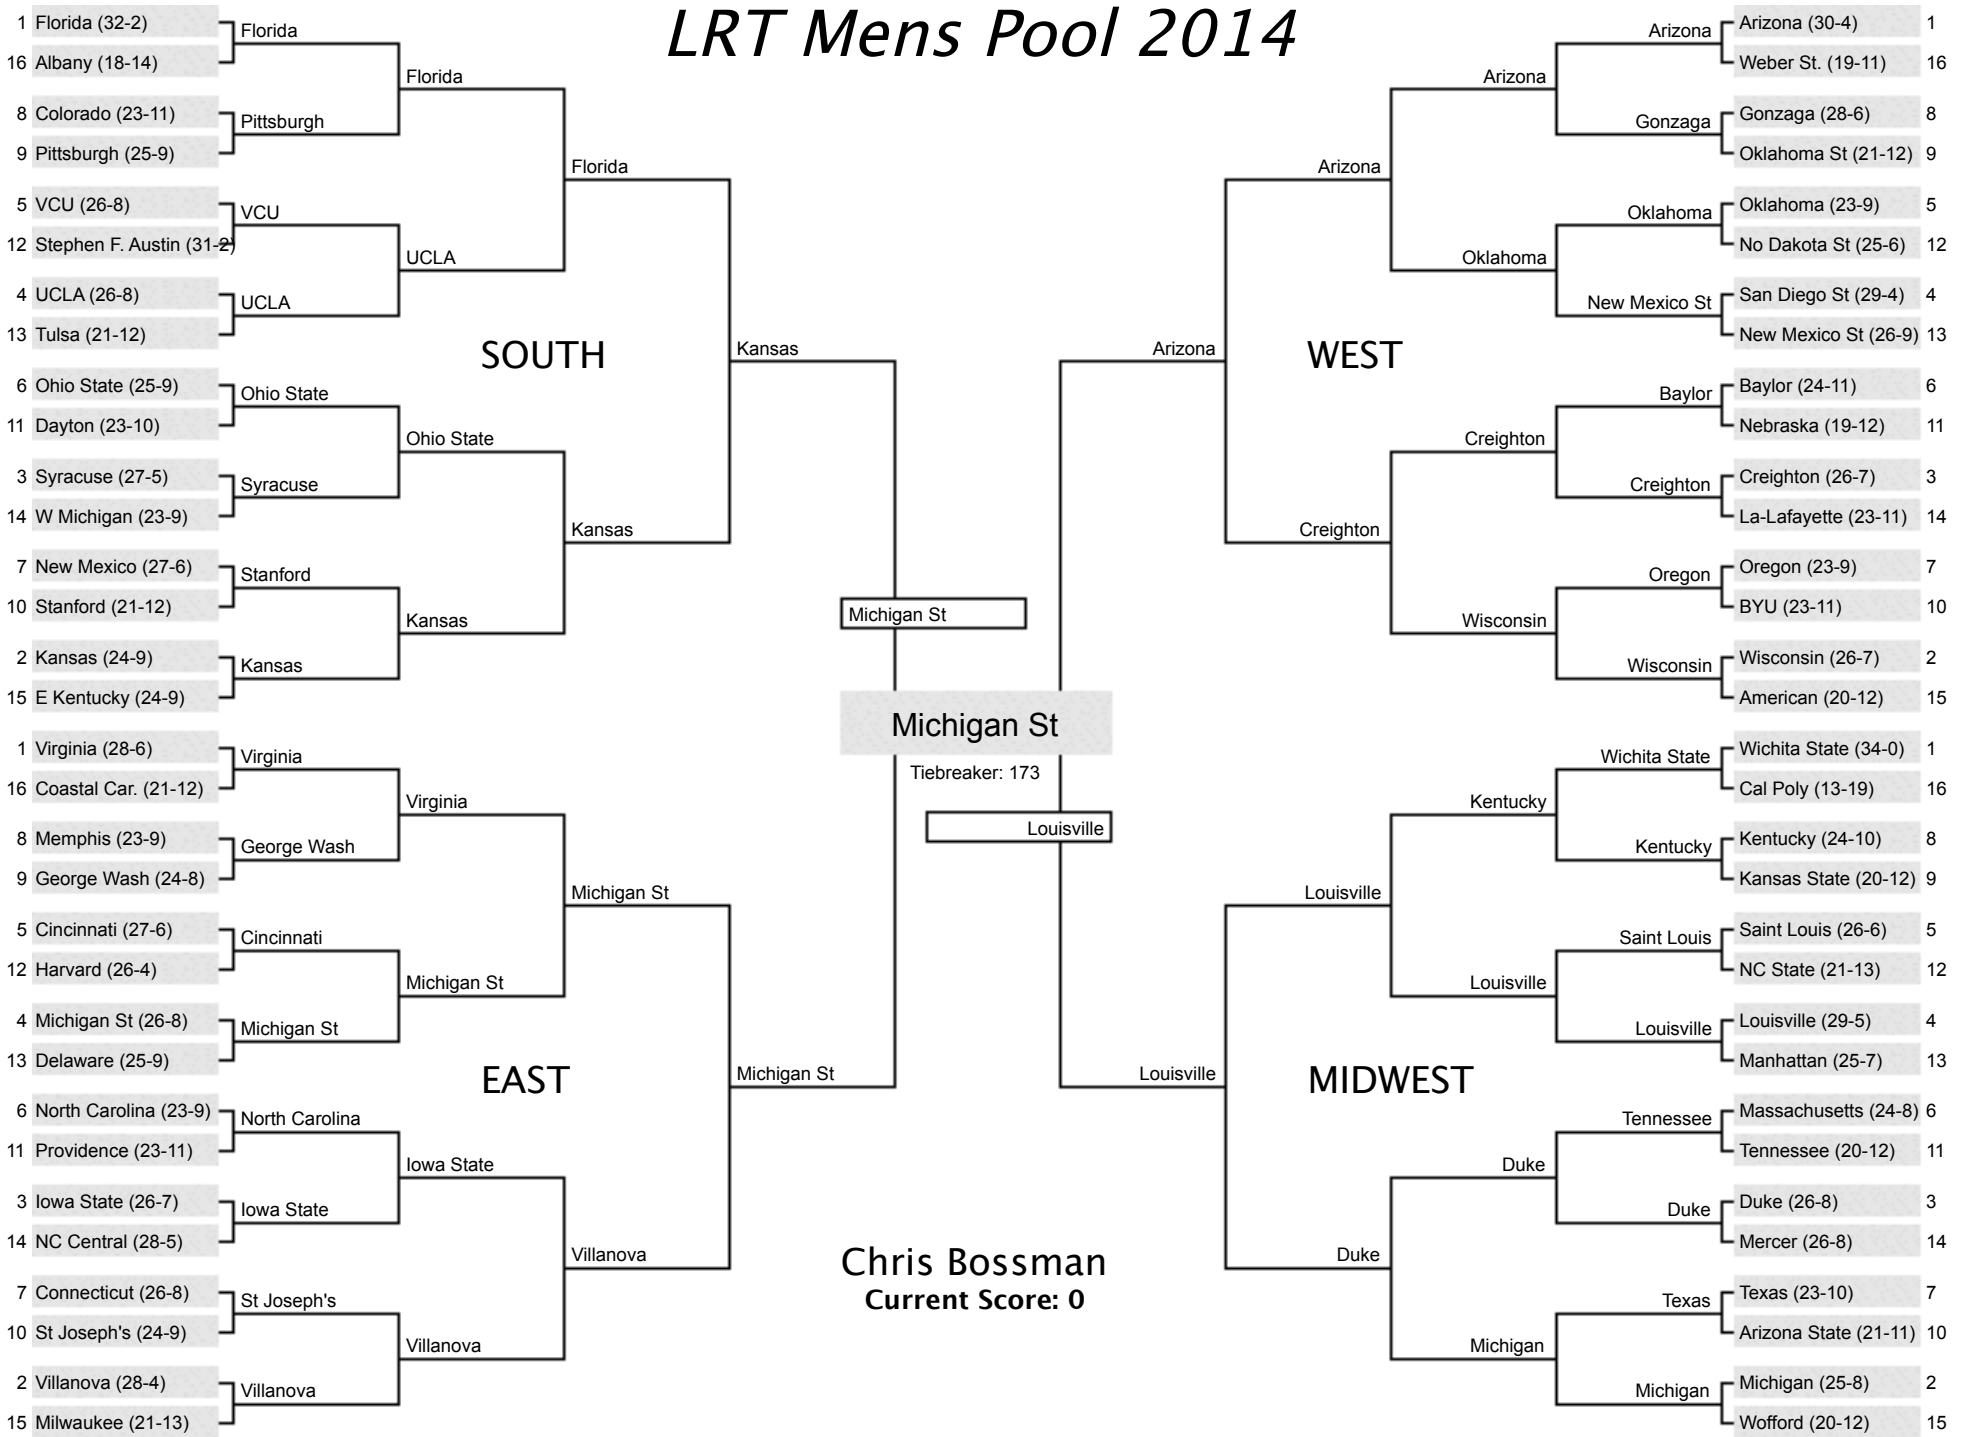 LRT Mens Pool 2014
1 Florida (32-2)
Florida
16 Albany (18-14)
Florida
8 Colorado (23-11)
Pittsburgh
9 Pittsburgh (25-9)
Florida
5 VCU (26-8)
VCU
12 Stephen F. Austin (31-2)
UCLA
4 UCLA (26-8)
UCLA
13 Tulsa (21-12)
SOUTH
Kansas
6 Ohio State (25-9)
Ohio State
11 Dayton (23-10)
Ohio State
3 Syracuse (27-5)
Syracuse
14 W Michigan (23-9)
Kansas
7 New Mexico (27-6)
Stanford
10 Stanford (21-12)
Kansas
2 Kansas (24-9)
Kansas
15 E Kentucky (24-9)
1 Virginia (28-6)
Virginia
16 Coastal Car. (21-12)
Virginia
8 Memphis (23-9)
George Wash
9 George Wash (24-8)
Michigan St
5 Cincinnati (27-6)
Cincinnati
12 Harvard (26-4)
Michigan St
4 Michigan St (26-8)
Michigan St
13 Delaware (25-9)
EAST
Michigan St
6 North Carolina (23-9)
North Carolina
11 Providence (23-11)
Iowa State
3 Iowa State (26-7)
Iowa State
14 NC Central (28-5)
Villanova
7 Connecticut (26-8)
St Joseph's
10 St Joseph's (24-9)
Villanova
2 Villanova (28-4)
Villanova
15 Milwaukee (21-13)
Michigan St
Michigan St
Tiebreaker: 173
Louisville
Chris Bossman
Current Score: 0
Arizona (30-4) 1
Arizona
Weber St. (19-11) 16
Arizona
Gonzaga (28-6) 8
Gonzaga
Oklahoma St (21-12) 9
Arizona
Oklahoma (23-9) 5
Oklahoma
No Dakota St (25-6) 12
Oklahoma
San Diego St (29-4) 4
New Mexico St
New Mexico St (26-9) 13
WEST
Arizona
Baylor (24-11) 6
Baylor
Nebraska (19-12) 11
Creighton
Creighton (26-7) 3
Creighton
La-Lafayette (23-11) 14
Creighton
Oregon (23-9) 7
Oregon
BYU (23-11) 10
Wisconsin
Wisconsin (26-7) 2
Wisconsin
American (20-12) 15
Wichita State (34-0) 1
Wichita State
Cal Poly (13-19) 16
Kentucky
Kentucky (24-10) 8
Kentucky
Kansas State (20-12) 9
Louisville
Saint Louis (26-6) 5
Saint Louis
NC State (21-13) 12
Louisville
Louisville (29-5) 4
Louisville
Manhattan (25-7) 13
MIDWEST
Louisville
Massachusetts (24-8) 6
Tennessee
Tennessee (20-12) 11
Duke
Duke (26-8) 3
Duke
Mercer (26-8) 14
Duke
Texas (23-10) 7
Texas
Arizona State (21-11) 10
Michigan
Michigan (25-8) 2
Michigan
Wofford (20-12) 15